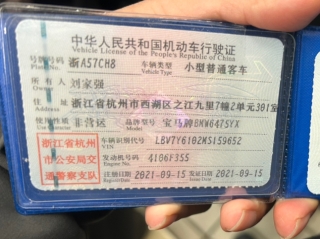 中华人民共和国机动车行驶证
Vehicle License of the People's Republic of China
号牌号码 浙A57CH8 车辆类型 小型普通客车
Plate No. Vehicle Type
所有人 刘家强
Owner
住址 浙江省杭州市西湖区之江九里7幢2单元301室
Address
使用性质 非营运 品牌型号 宝马牌BMW6475YX
浙江省杭州
市公安局交
通警察支队
车辆识别代号 LBV7Y6102MS159652
VIN
发动机号码 4106F355
Engine No.
注册日期 2021-09-15 发证日期 2021-09-15
Register Date Issue Date